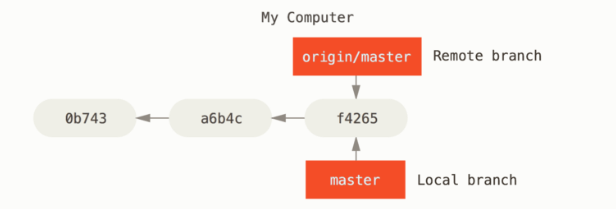 My Computer
origin/master Remote branch
0b743 a6b4c f4265
master Local branch